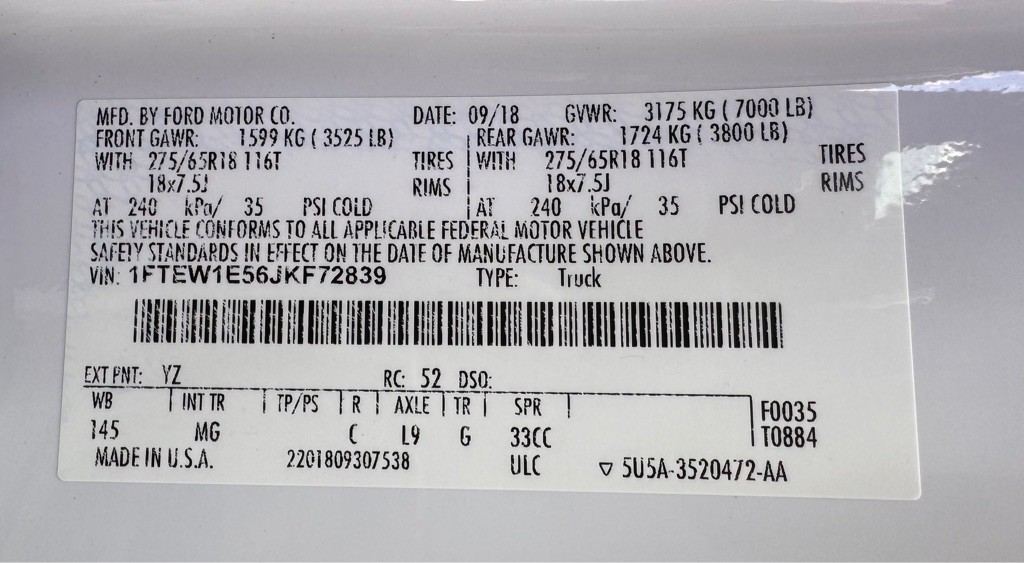 MFD. BY FORD MOTOR CO. DATE: 09/18 GVWR: 3175 KG ( 7000 LB)
FRONT GAWR: 1599 KG ( 3525 LB) REAR GAWR: 1724 KG ( 3800 LB)
WITH 275/65R18 116T TIRES WITH 275/65R18 116T TIRES
18x7.5J RIMS 18x7.5J RIMS
AT 240 kPa/ 35 PSI COLD AT 240 kPa/ 35 PSI COLD
THIS VEHICLE CONFORMS TO ALL APPLICABLE FEDERAL MOTOR VEHICLE
SAFETY STANDARDS IN EFFECT ON THE DATE OF MANUFACTURE SHOWN ABOVE.
VIN: 1FTEW1E56JKF72839 TYPE: Truck
EXT PNT: YZ RC: 52 DSO:
WB INT TR TP/PS R AXLE TR SPR F0035
145 MG C L9 G 33CC T0884
MADE IN U.S.A. 2201809307538 ULC ▽ 5U5A-3520472-AA